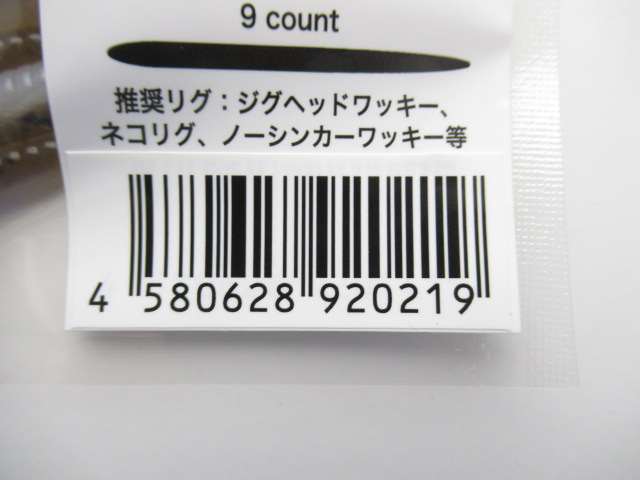 9 count
推奨リグ：ジグヘッドワッキー、
ネコリグ、ノーシンカーワッキー等
4 580628 920219